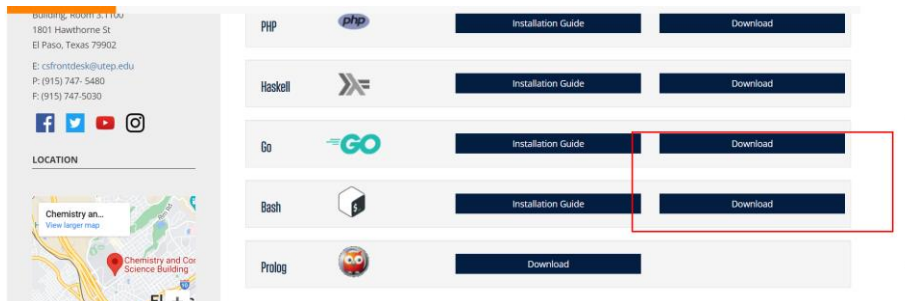 Building, Room 3.1100
1801 Hawthorne St
El Paso, Texas 79902
E: csfrontdesk@utep.edu
P: (915) 747- 5480
F: (915) 747-5030
LOCATION
Chemistry an...
View larger map
Chemistry and Co
Science Building
10
PHP
php
Installation Guide
Download
Haskell
Installation Guide
Download
Go
GO
Installation Guide
Download
Bash
$
Installation Guide
Download
Prolog
Download